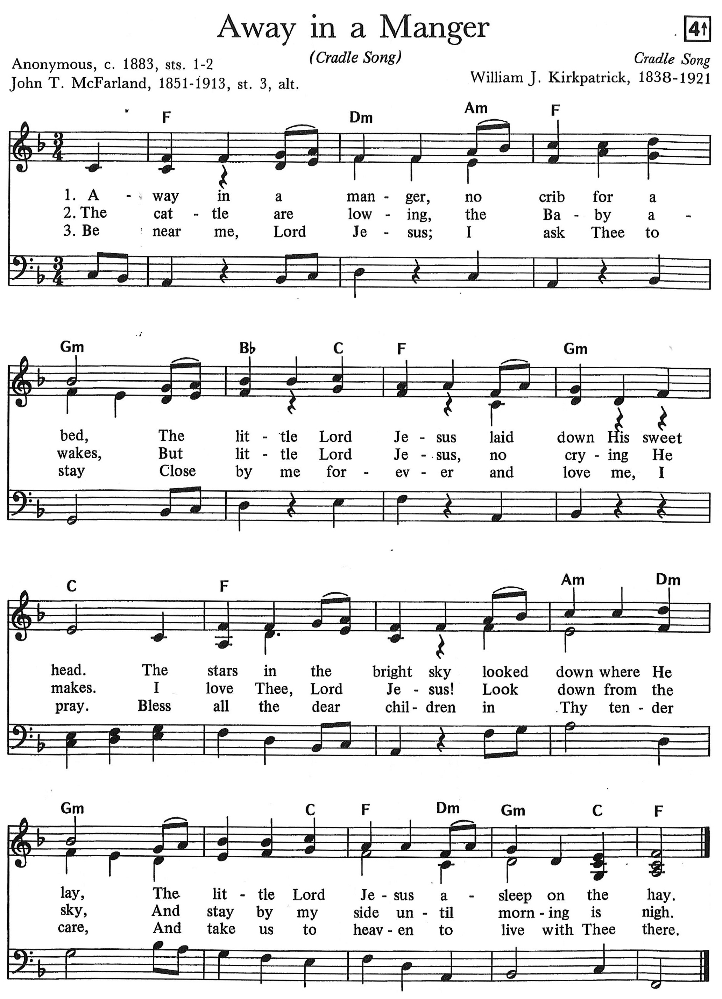 Away in a Manger
4↑
(Cradle Song)
Anonymous, c. 1883, sts. 1-2
Cradle Song
John T. McFarland, 1851-1913, st. 3, alt.
William J. Kirkpatrick, 1838-1921
F Dm Am F
3 4
1. A - way in a man - ger, no crib for a
2. The cat - tle are low - ing, the Ba - by a -
3. Be near me, Lord Je - sus; I ask Thee to
3 4
Gm B♭ C F Gm
bed, The lit - tle Lord Je - sus laid down His sweet
wakes, But lit - tle Lord Je - sus, no cry - ing He
stay Close by me for - ev - er and love me, I
C F Am Dm
head. The stars in the bright sky looked down where He
makes. I love Thee, Lord Je - sus! Look down from the
pray. Bless all the dear chil - dren in Thy ten - der
Gm C F Dm Gm C F
lay, The lit - tle Lord Je - sus a - sleep on the hay.
sky, And stay by my side un - til morn - ing is nigh.
care, And take us to heav - en to live with Thee there.